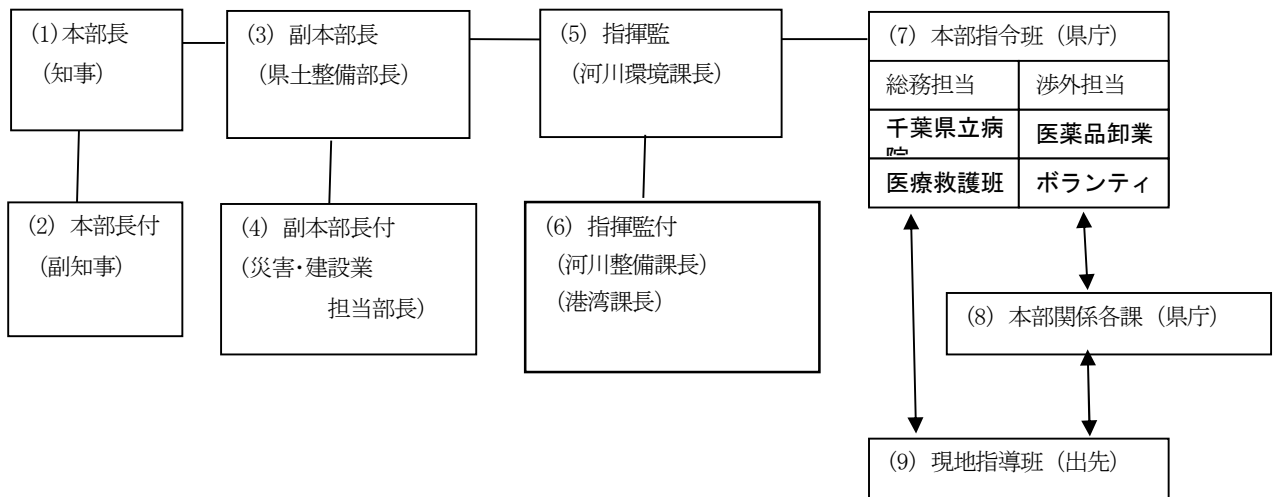 (1)本部長
(知事)
(3) 副本部長
(県土整備部長)
(5) 指揮監
(河川環境課長)
(7) 本部指令班（県庁）
総務担当
渉外担当
千葉県立病
医薬品卸業
医療救護班
ボランティ
(2) 本部長付
(副知事)
(4) 副本部長付
(災害・建設業
担当部長)
(6) 指揮監付
(河川整備課長)
(港湾課長)
(8) 本部関係各課（県庁）
(9) 現地指導班（出先）